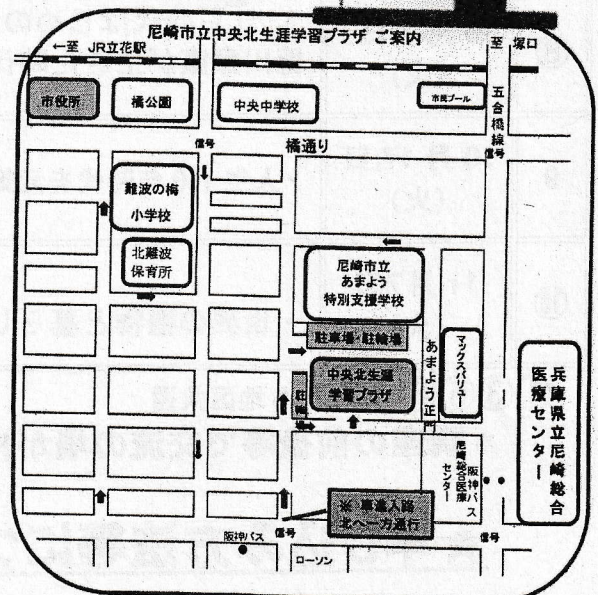 尼崎市立中央北生涯学習プラザ ご案内
←至 JR立花駅
至 塚口
市役所
橘公園
中央中学校
市民プール
五合橋線
信号
橘通り
信号
難波の梅
小学校
北難波
保育所
尼崎市立
あまよう
特別支援学校
駐車場・駐輪場
中央北生涯
学習プラザ
駐輪場
あまよう正門
マックスバリュー
兵庫県立尼崎総合
医療センター
阪神バス
尼崎総合医療
センター
※ 車進入路
北へ一方通行
阪神バス
信号
信号
ローソン